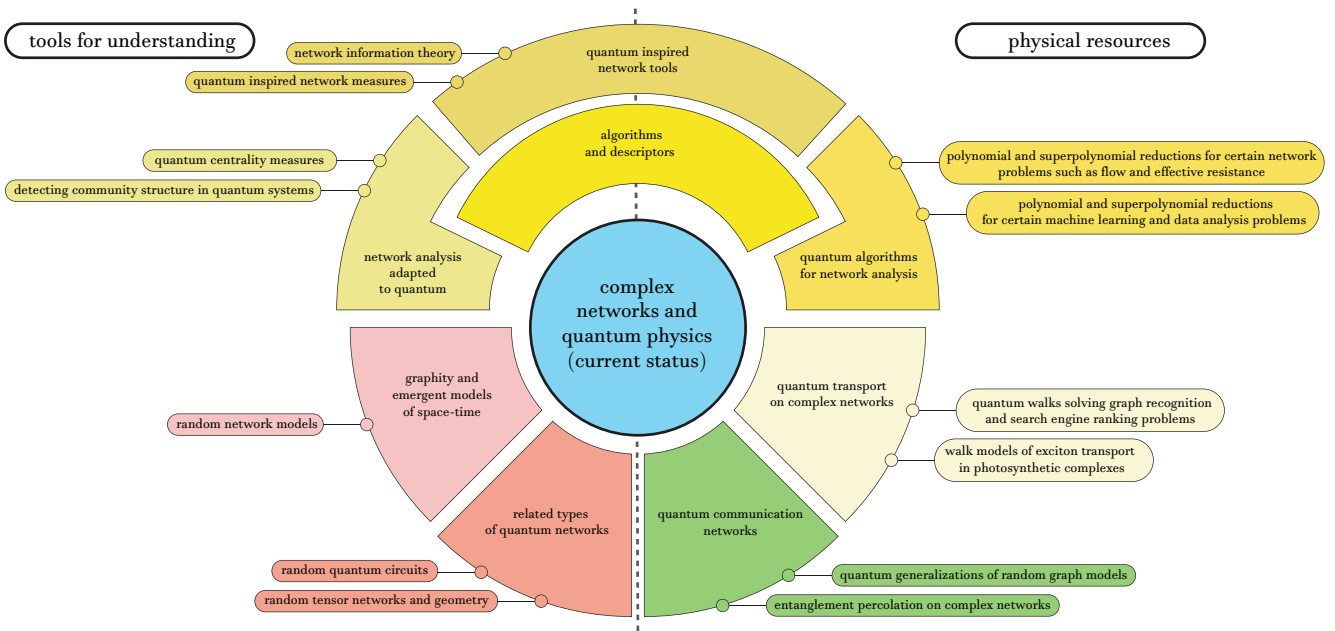 tools for understanding
physical resources
network information theory
quantum inspired network measures
quantum inspired
network tools
algorithms
and descriptors
quantum centrality measures
detecting community structure in quantum systems
network analysis
adapted
to quantum
polynomial and superpolynomial reductions for certain network
problems such as flow and effective resistance
polynomial and superpolynomial reductions
for certain machine learning and data analysis problems
quantum algorithms
for network analysis
complex
networks and
quantum physics
(current status)
graphity and
emergent models
of space-time
random network models
quantum transport
on complex networks
quantum walks solving graph recognition
and search engine ranking problems
walk models of exciton transport
in photosynthetic complexes
related types
of quantum networks
random quantum circuits
random tensor networks and geometry
quantum communication
networks
quantum generalizations of random graph models
entanglement percolation on complex networks